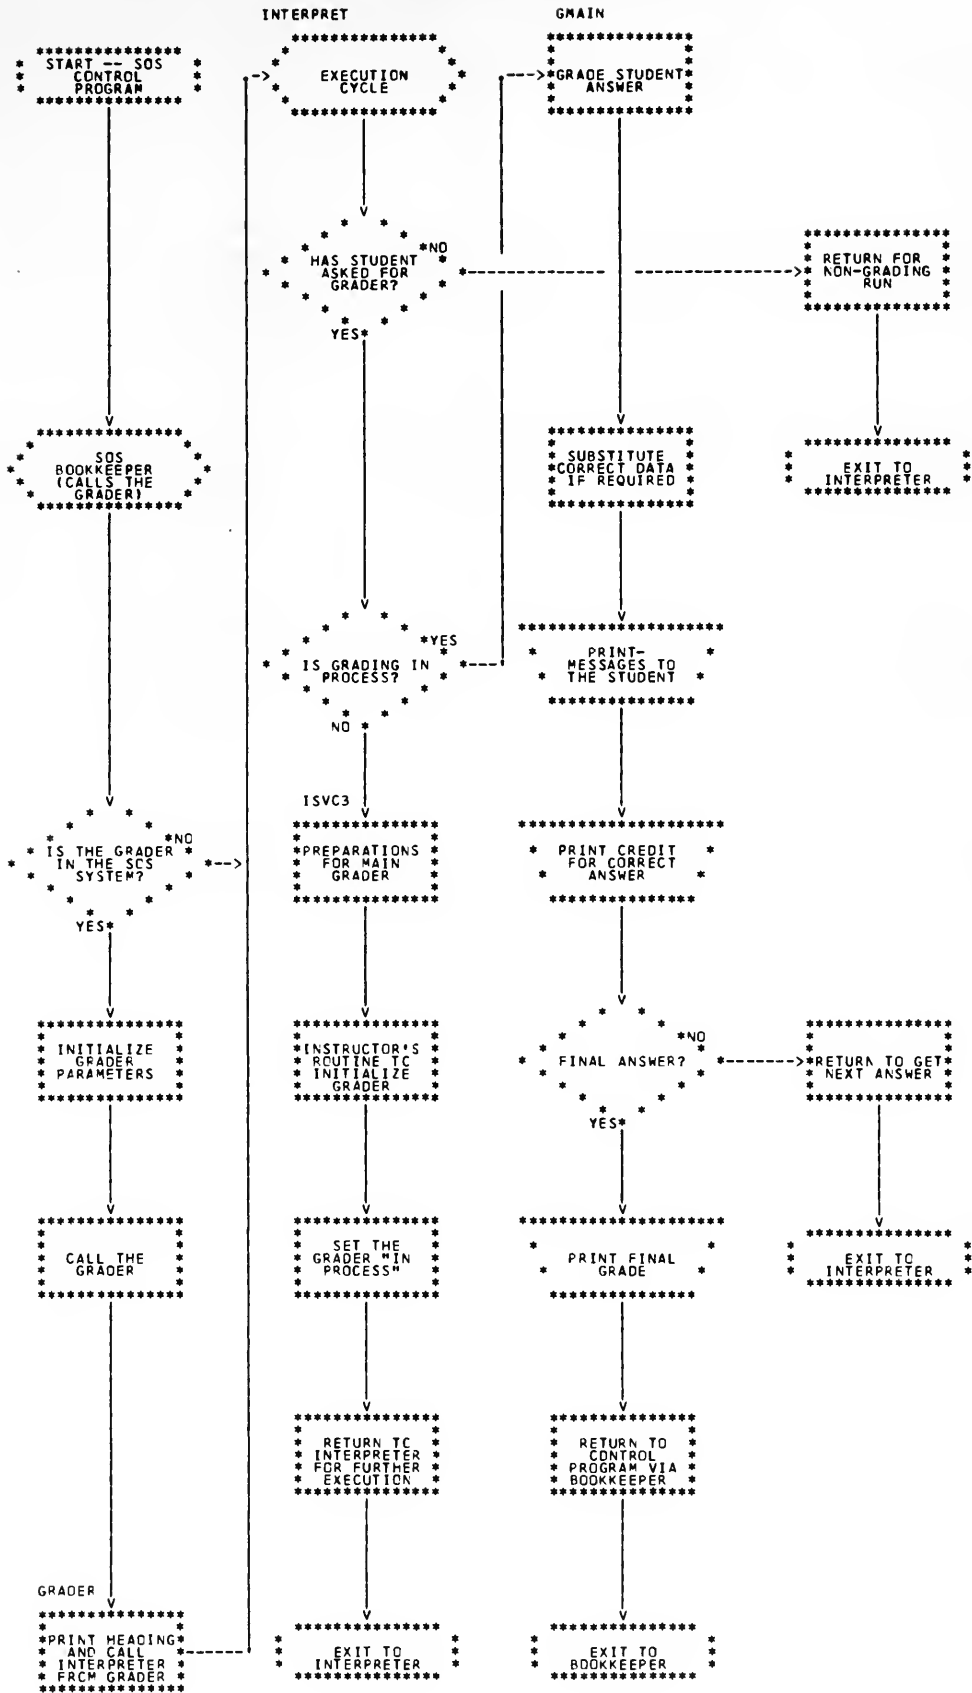 START -- SOS
CONTROL
PROGRAM
SOS
BOOKKEEPER
(CALLS THE
GRADER)
IS THE GRADER
IN THE SCS
SYSTEM?
NO
YES
INITIALIZE
GRADER
PARAMETERS
CALL THE
GRADER
GRADER
PRINT HEADING
AND CALL
INTERPRETER
FRCM GRADER
INTERPRET
EXECUTION
CYCLE
HAS STUDENT
ASKED FOR
GRADER?
NO
YES
IS GRADING IN
PROCESS?
YES
NO
ISVC3
PREPARATIONS
FOR MAIN
GRADER
INSTRUCTOR'S
ROUTINE TC
INITIALIZE
GRADER
SET THE
GRADER "IN
PROCESS"
RETURN TC
INTERPRETER
FOR FURTHER
EXECUTION
EXIT TO
INTERPRETER
GMAIN
GRADE STUDENT
ANSWER
SUBSTITUTE
CORRECT DATA
IF REQUIRED
PRINT-
MESSAGES TO
THE STUDENT
PRINT CREDIT
FOR CORRECT
ANSWER
FINAL ANSWER?
NO
YES
PRINT FINAL
GRADE
RETURN TO
CONTROL
PROGRAM VIA
BOOKKEEPER
EXIT TO
BOOKKEEPER
RETURN FOR
NON-GRADING
RUN
EXIT TO
INTERPRETER
RETURN TO GET
NEXT ANSWER
EXIT TO
INTERPRETER